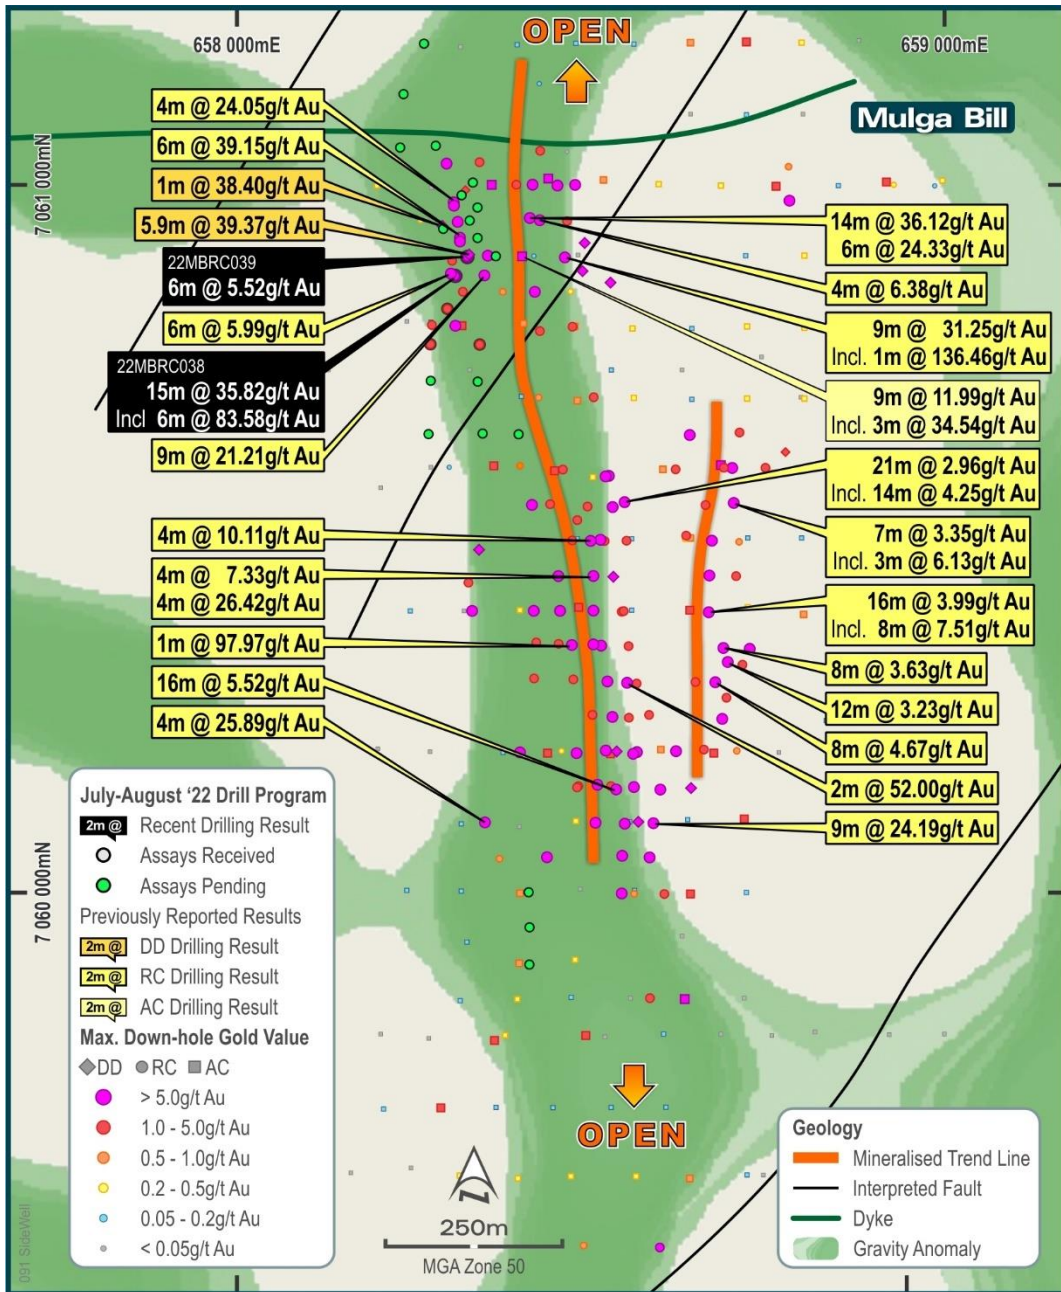 658 000mE
OPEN
659 000mE
Mulga Bill
7 061 000mN
4m @ 24.05g/t Au
6m @ 39.15g/t Au
1m @ 38.40g/t Au
5.9m @ 39.37g/t Au
22MBRC039
6m @ 5.52g/t Au
6m @ 5.99g/t Au
22MBRC038
15m @ 35.82g/t Au
Incl 6m @ 83.58g/t Au
9m @ 21.21g/t Au
4m @ 10.11g/t Au
4m @ 7.33g/t Au
4m @ 26.42g/t Au
1m @ 97.97g/t Au
16m @ 5.52g/t Au
4m @ 25.89g/t Au
14m @ 36.12g/t Au
6m @ 24.33g/t Au
4m @ 6.38g/t Au
9m @ 31.25g/t Au
Incl. 1m @ 136.46g/t Au
9m @ 11.99g/t Au
Incl. 3m @ 34.54g/t Au
21m @ 2.96g/t Au
Incl. 14m @ 4.25g/t Au
7m @ 3.35g/t Au
Incl. 3m @ 6.13g/t Au
16m @ 3.99g/t Au
Incl. 8m @ 7.51g/t Au
8m @ 3.63g/t Au
12m @ 3.23g/t Au
8m @ 4.67g/t Au
2m @ 52.00g/t Au
9m @ 24.19g/t Au
7 060 000mN
July-August ‘22 Drill Program
2m @ Recent Drilling Result
Assays Received
Assays Pending
Previously Reported Results
2m @ DD Drilling Result
2m @ RC Drilling Result
2m @ AC Drilling Result
Max. Down-hole Gold Value
DD RC AC
> 5.0g/t Au
1.0 - 5.0g/t Au
0.5 - 1.0g/t Au
0.2 - 0.5g/t Au
0.05 - 0.2g/t Au
< 0.05g/t Au
091 SideWell
OPEN
N
250m
MGA Zone 50
Geology
Mineralised Trend Line
Interpreted Fault
Dyke
Gravity Anomaly